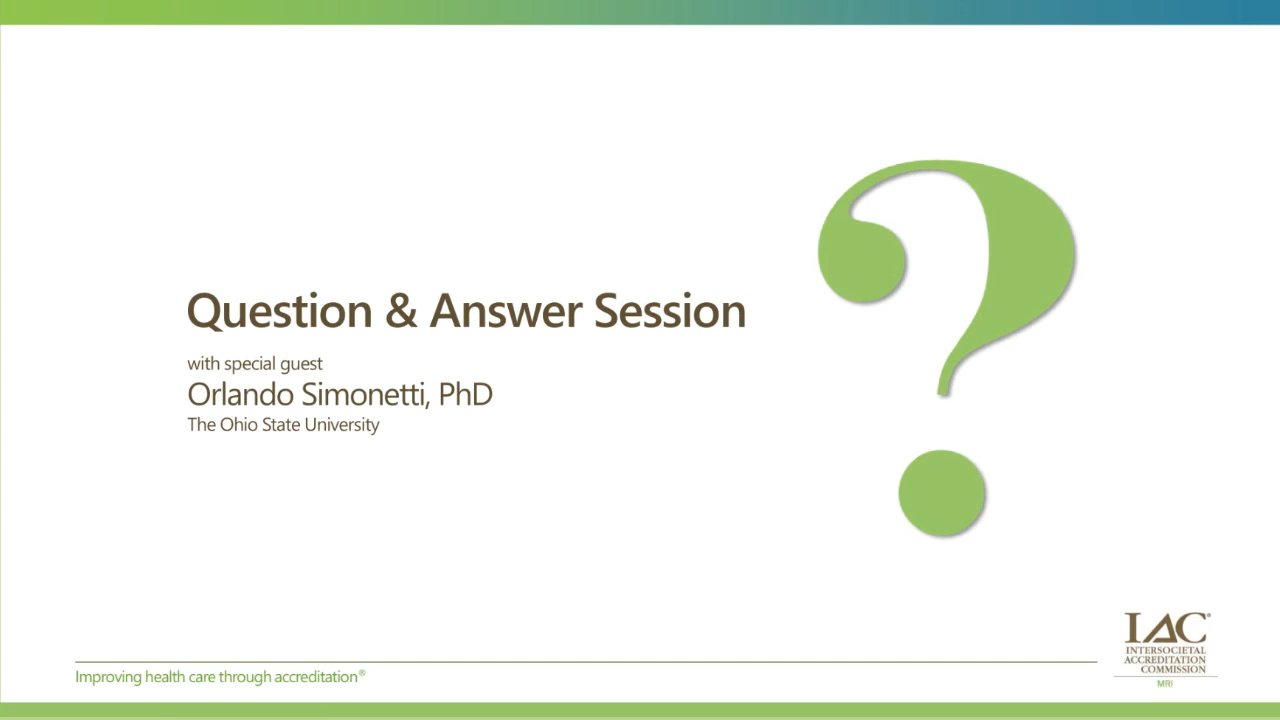 Question & Answer Session
with special guest
Orlando Simonetti, PhD
The Ohio State University
?
Improving health care through accreditation®
IAC®
INTERSOCIETAL
ACCREDITATION
COMMISSION
MRI